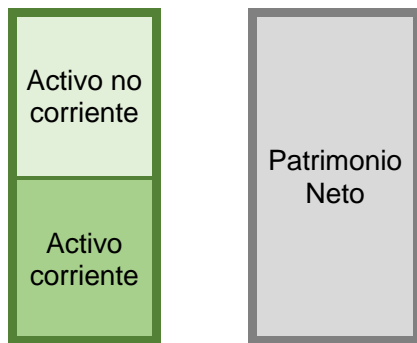 Activo no
corriente
Activo
corriente
Patrimonio
Neto